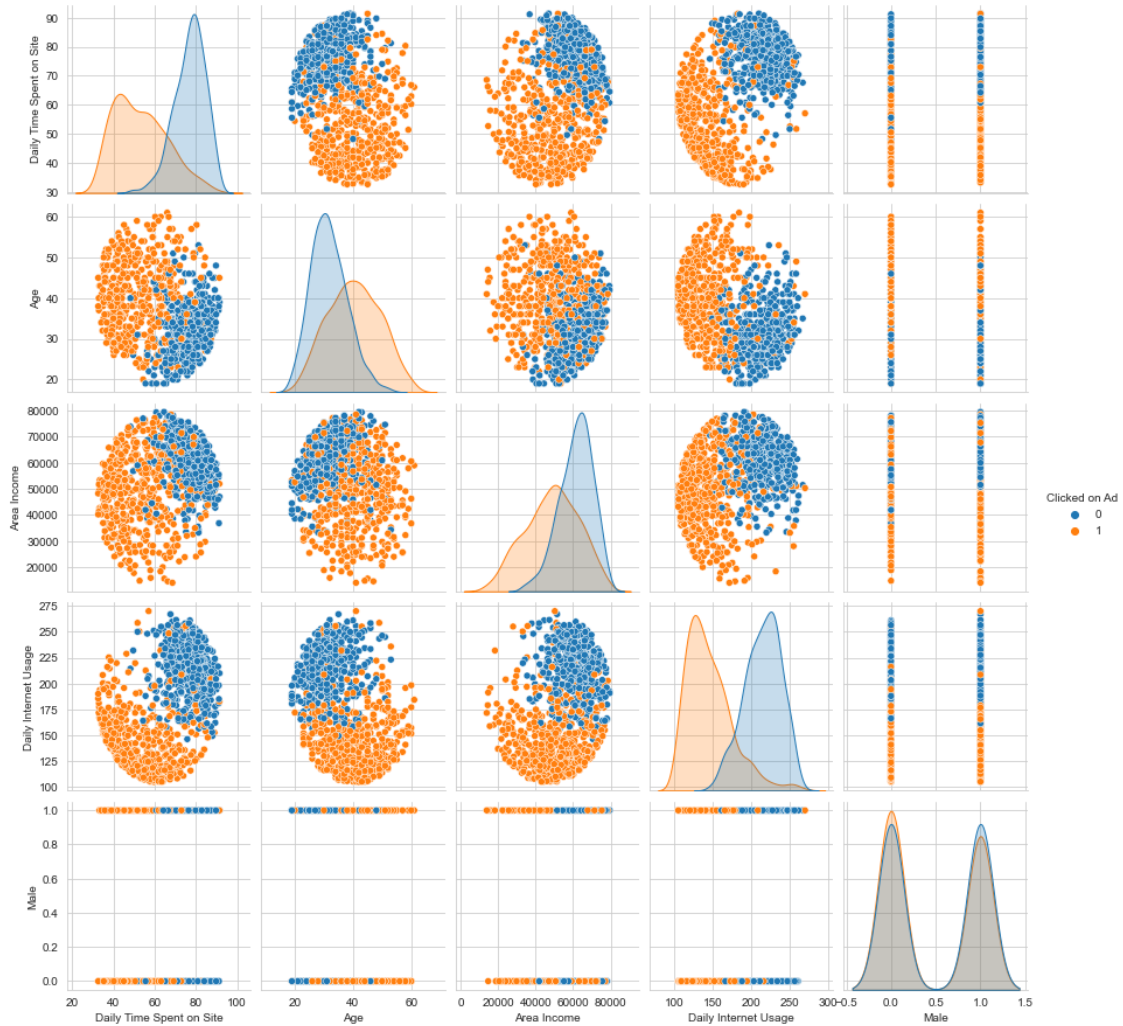 90
80
70
60
50
40
30
Daily Time Spent on Site
60
50
40
30
20
Age
80000
70000
60000
50000
40000
30000
20000
Area Income
Clicked on Ad
0
1
275
250
225
200
175
150
125
100
Daily Internet Usage
1.0
0.8
0.6
0.4
0.2
0.0
Male
20 40 60 80 100
Daily Time Spent on Site
20 40 60
Age
0 20000 40000 60000 80000
Area Income
100 150 200 250 300
Daily Internet Usage
−0.5 0.0 0.5 1.0 1.5
Male